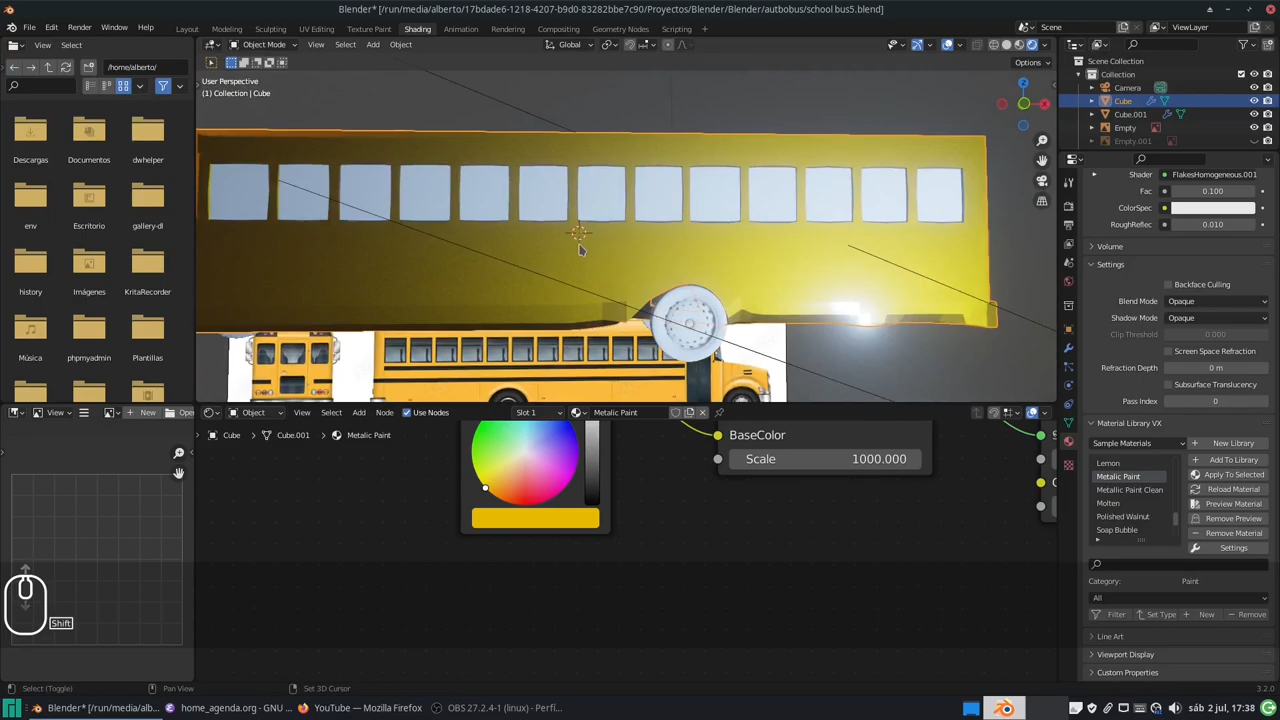 Blender* [/run/media/alberto/17bdade6-1218-4207-b9d0-83282bbe7c90/Proyectos/Blender/Blender/autbobus/school bus5.blend]
File Edit Render Window Help Layout Modeling Sculpting UV Editing Texture Paint Shading Animation Rendering Compositing Geometry Nodes Scripting Scene ViewLayer
View Select Object Mode View Select Add Object Global
/home/alberto/ Options
User Perspective
(1) Collection | Cube
Descargas Documentos dwhelper
env Escritorio gallery-dl
history Imágenes KritaRecorder
Música phpmyadmin Plantillas
Scene Collection
Collection
Camera
Cube
Cube.001
Empty
Empty.001
Shader FlakesHomogeneous.001
Fac 0.100
ColorSpec
RoughReflec 0.010
Volume
Settings
Backface Culling
Blend Mode Opaque
Shadow Mode Opaque
Clip Threshold 0.000
Screen Space Refraction
Refraction Depth 0 m
Subsurface Translucency
Pass Index 0
Material Library VX
Sample Materials New Library
Lemon Add To Library
Metalic Paint Apply To Selected
Metallic Paint Clean Reload Material
Molten Preview Material
Polished Walnut Remove Preview
Soap Bubble Remove Material
Settings
Category: Paint
All
Filter Set Type New Remove
Line Art
Viewport Display
Custom Properties
View New Open Object View Select Add Node Use Nodes Slot 1 Metalic Paint
Cube Cube.001 Metalic Paint
BaseColor
Scale 1000.000
Shift
Select (Toggle) Pan View Set 3D Cursor 3.2.0
Blender* [/run/media/alb... home_agenda.org - GNU ... YouTube — Mozilla Firefox OBS 27.2.4-1 (linux) - Perfi... sáb 2 jul, 17:38